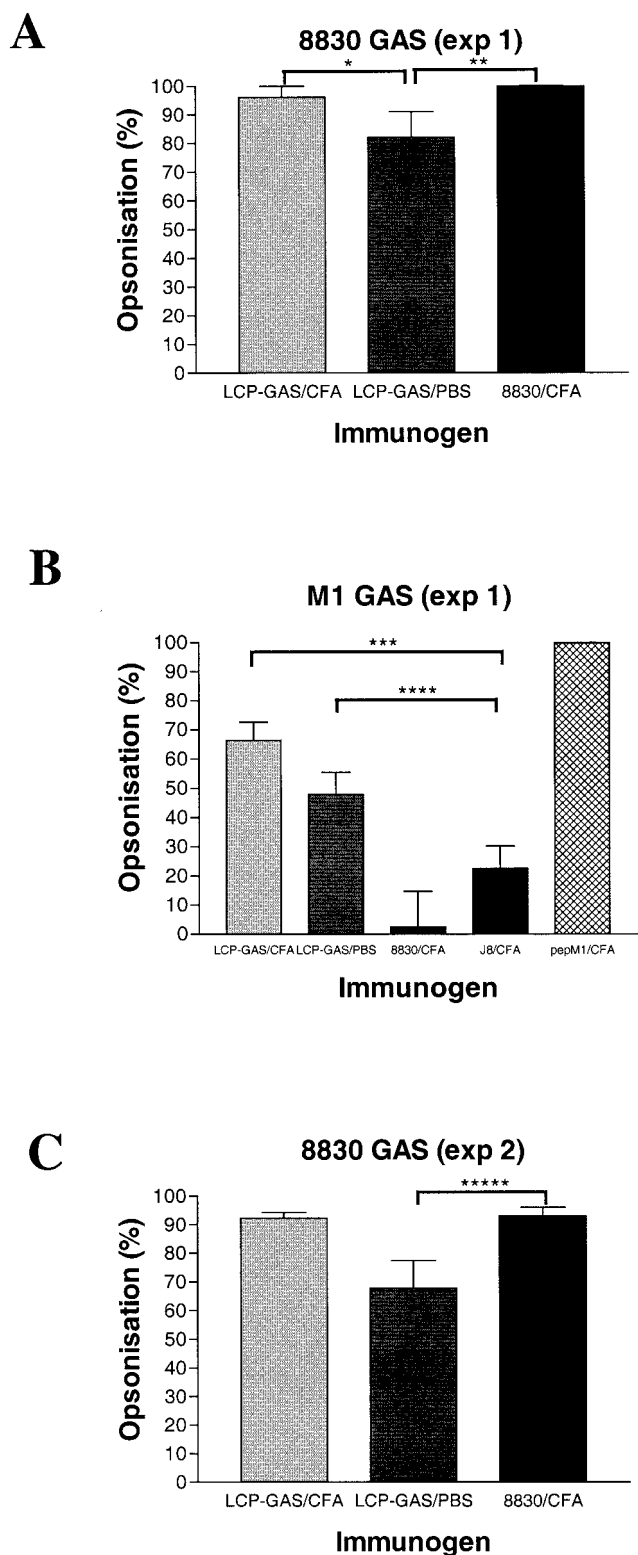 A
8830 GAS (exp 1)
* **
Opsonisation (%)
100
90
80
70
60
50
40
30
20
10
0
LCP-GAS/CFA LCP-GAS/PBS 8830/CFA
Immunogen
B
M1 GAS (exp 1)
***
****
Opsonisation (%)
100
90
80
70
60
50
40
30
20
10
0
LCP-GAS/CFA LCP-GAS/PBS 8830/CFA J8/CFA pepM1/CFA
Immunogen
C
8830 GAS (exp 2)
*****
Opsonisation (%)
100
90
80
70
60
50
40
30
20
10
0
LCP-GAS/CFA LCP-GAS/PBS 8830/CFA
Immunogen